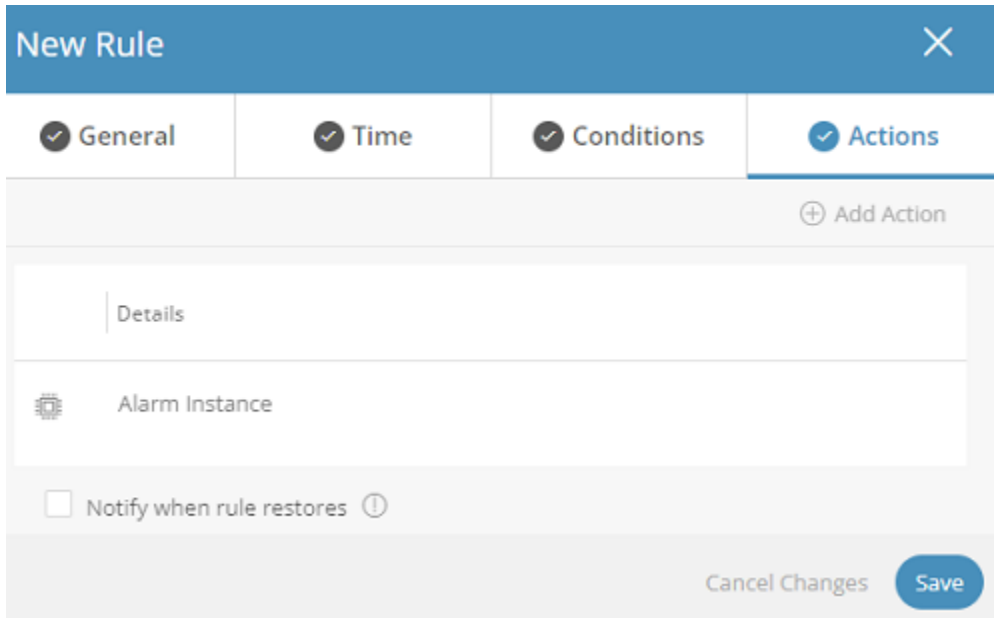 New Rule
General Time Conditions Actions
Add Action
Details
Alarm Instance
Notify when rule restores
Cancel Changes Save